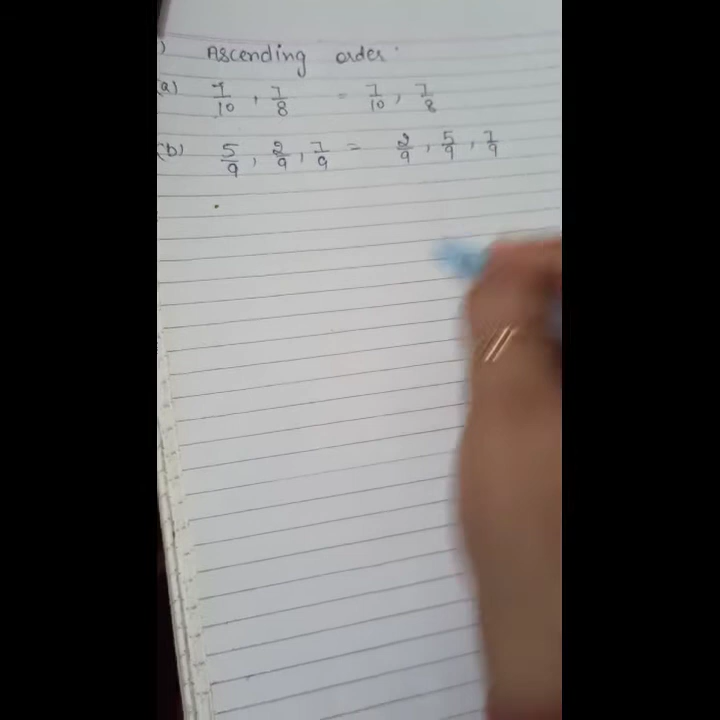 ) Ascending order
(a) 7/10, 7/8 = 7/10, 7/8
(b) 5/9, 2/9, 7/9 = 2/9, 5/9, 7/9